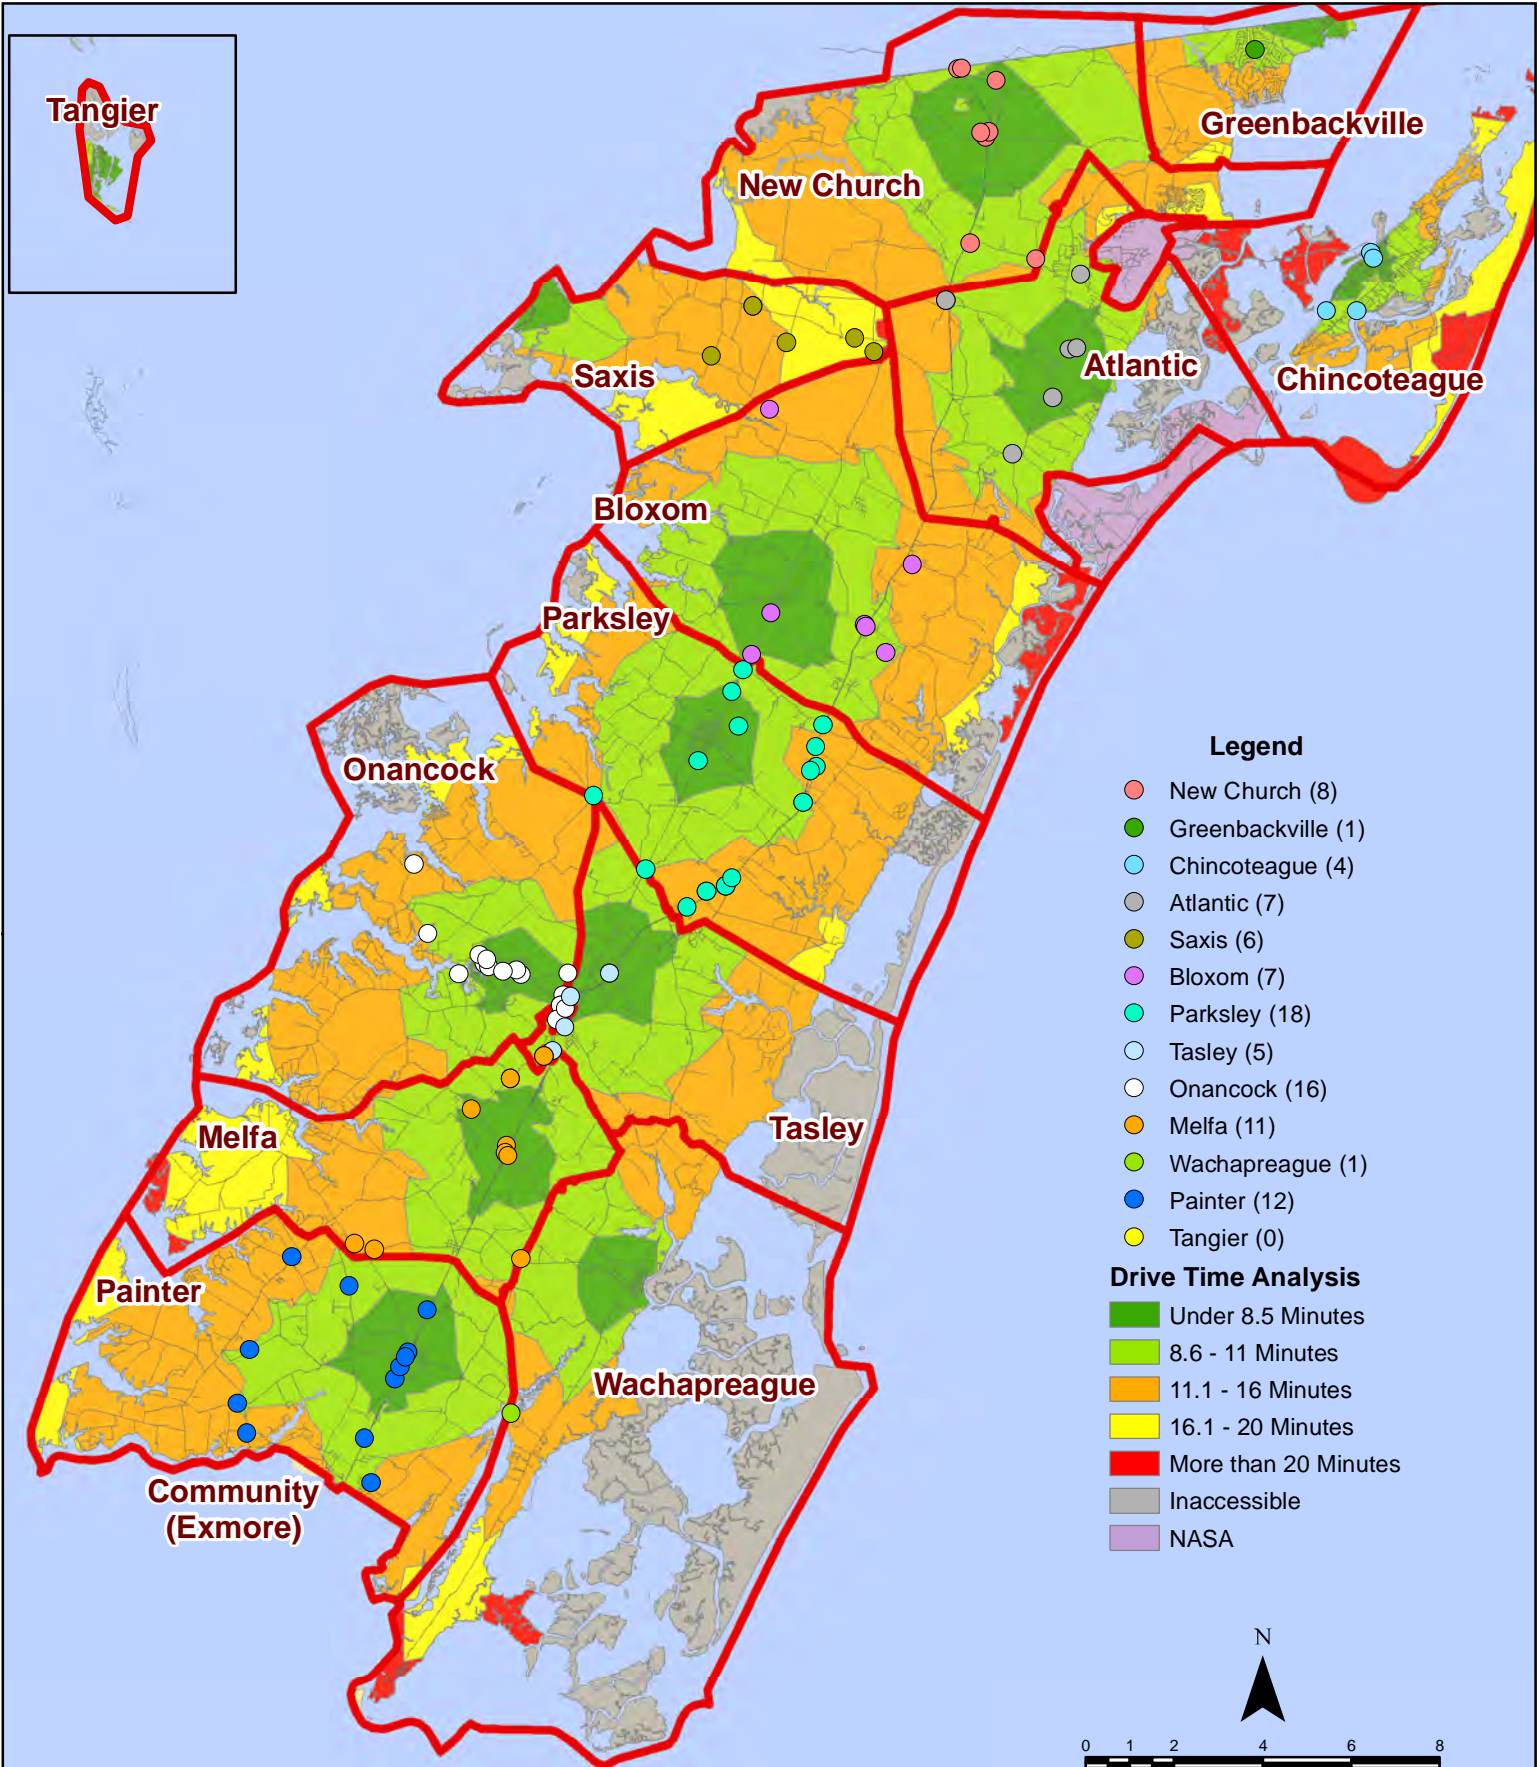 Tangier
Greenbackville
New Church
Atlantic
Chincoteague
Saxis
Bloxom
Parksley
Onancock
Melfa
Tasley
Painter
Wachapreague
Community
(Exmore)
Legend
New Church (8)
Greenbackville (1)
Chincoteague (4)
Atlantic (7)
Saxis (6)
Bloxom (7)
Parksley (18)
Tasley (5)
Onancock (16)
Melfa (11)
Wachapreague (1)
Painter (12)
Tangier (0)
Drive Time Analysis
Under 8.5 Minutes
8.6 - 11 Minutes
11.1 - 16 Minutes
16.1 - 20 Minutes
More than 20 Minutes
Inaccessible
NASA
N
0 1 2 4 6 8